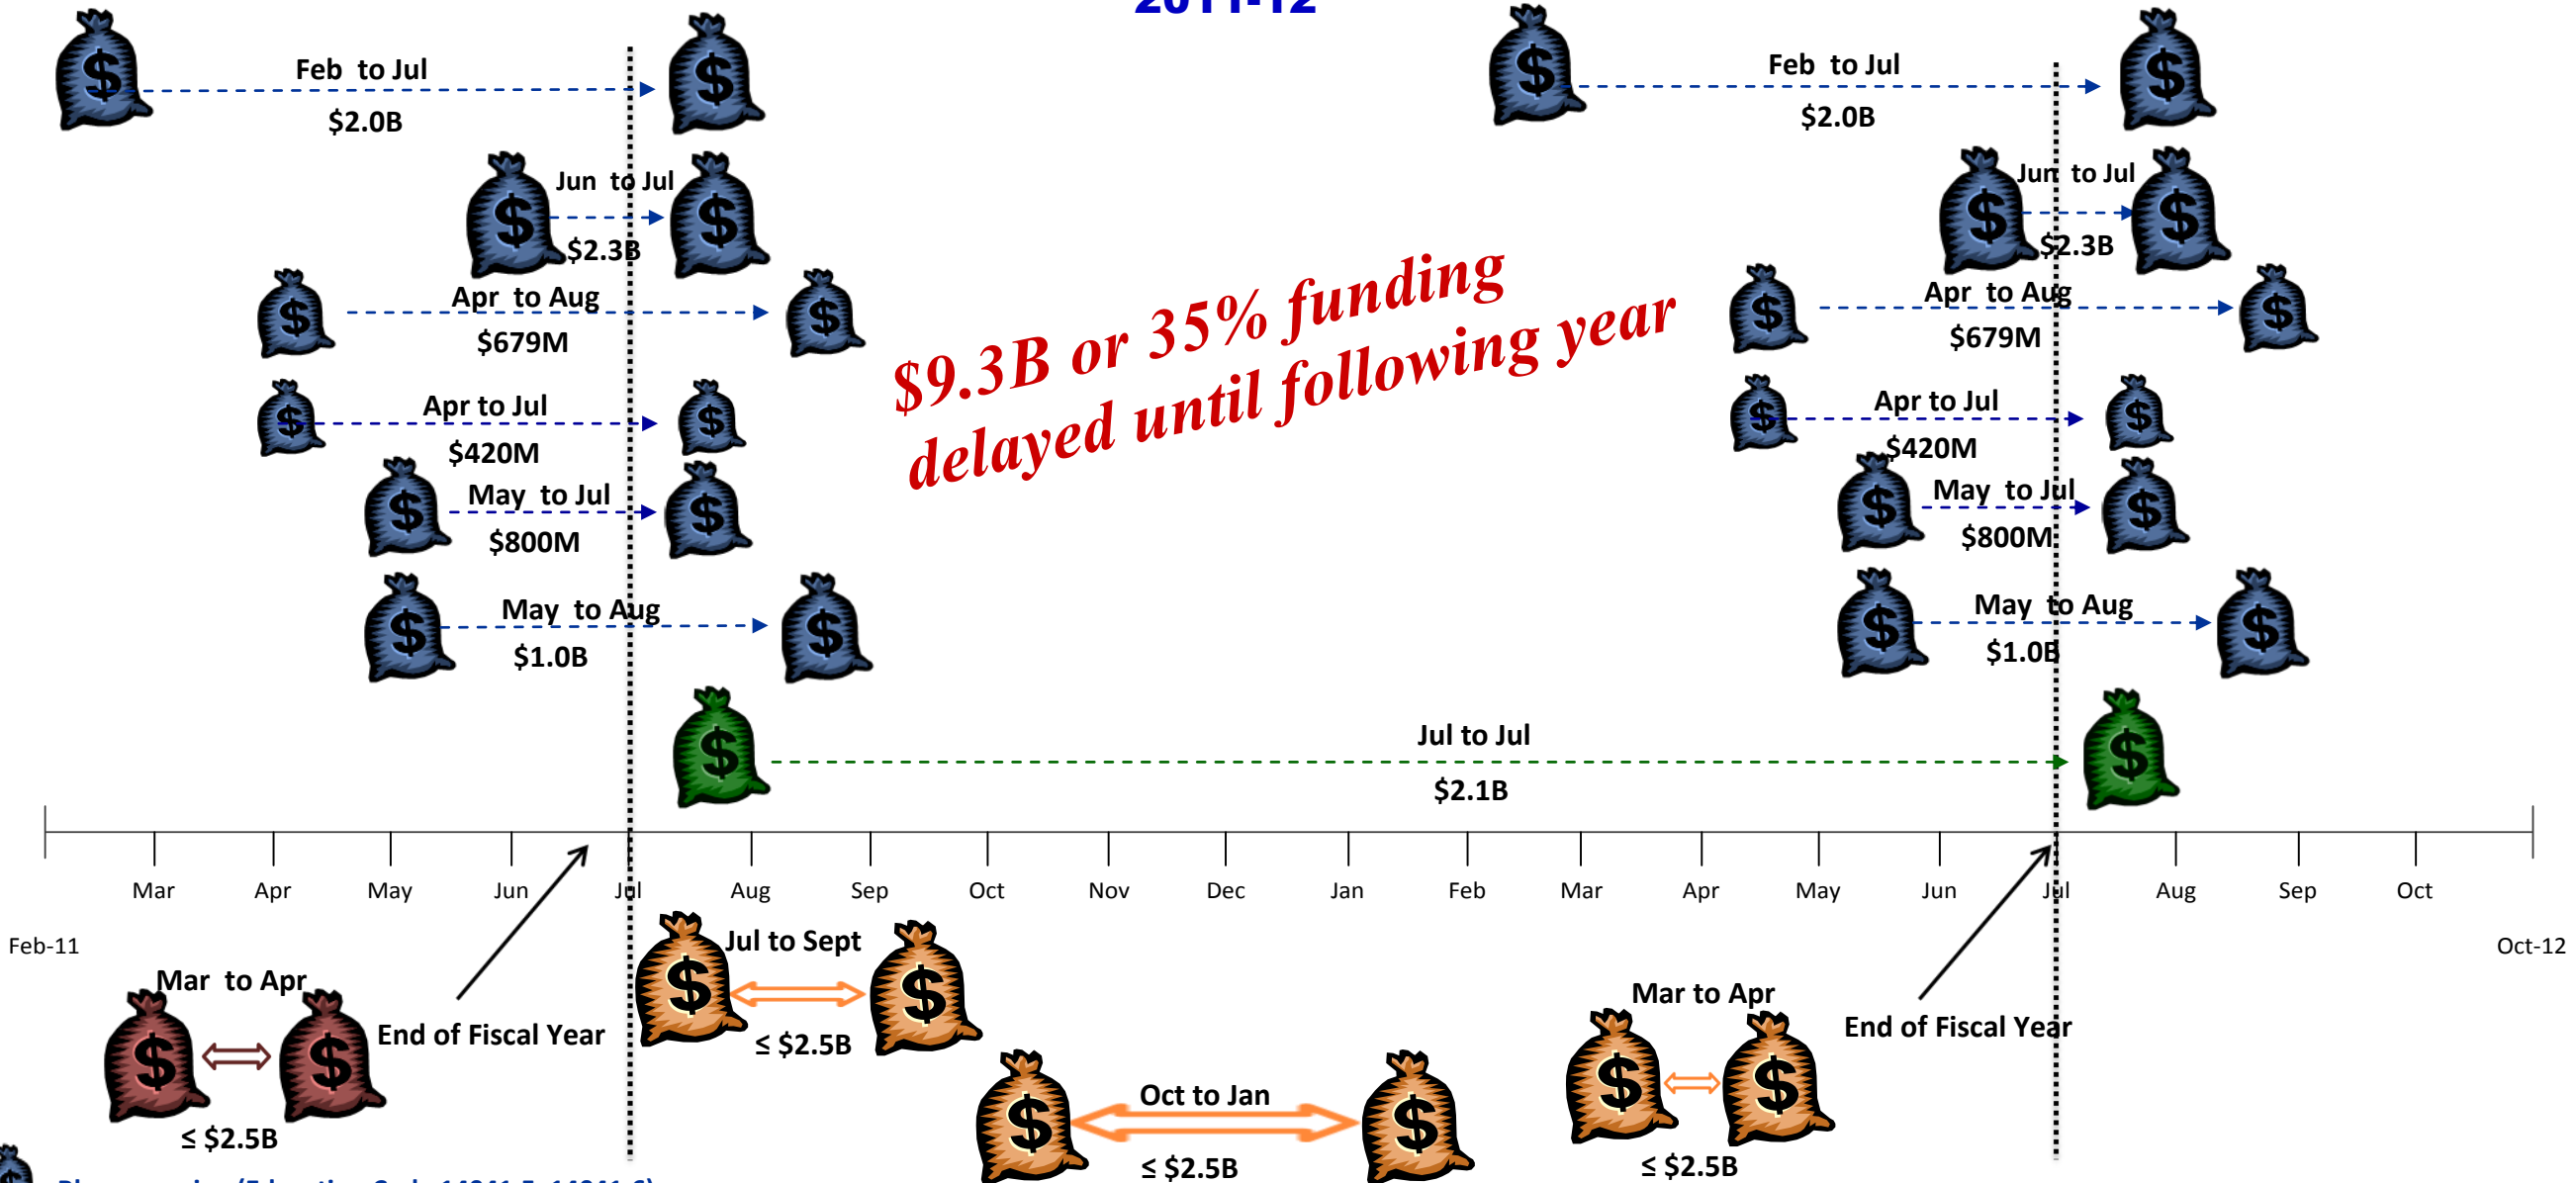 2011-12
Feb to Jul
$2.0B
Feb to Jul
$2.0B
Jun to Jul
$2.3B
Jun to Jul
$2.3B
Apr to Aug
$679M
Apr to Aug
$679M
$9.3B or 35% funding
delayed until following year
Apr to Jul
$420M
Apr to Jul
$420M
May to Jul
$800M
May to Jul
$800M
May to Aug
$1.0B
May to Aug
$1.0B
Jul to Jul
$2.1B
Mar Apr May Jun Jul Aug Sep Oct Nov Dec Jan Feb Mar Apr May Jun Jul Aug Sep Oct
Feb-11
Oct-12
Mar to Apr
≤ $2.5B
End of Fiscal Year
Jul to Sept
≤ $2.5B
Oct to Jan
≤ $2.5B
Mar to Apr
≤ $2.5B
End of Fiscal Year